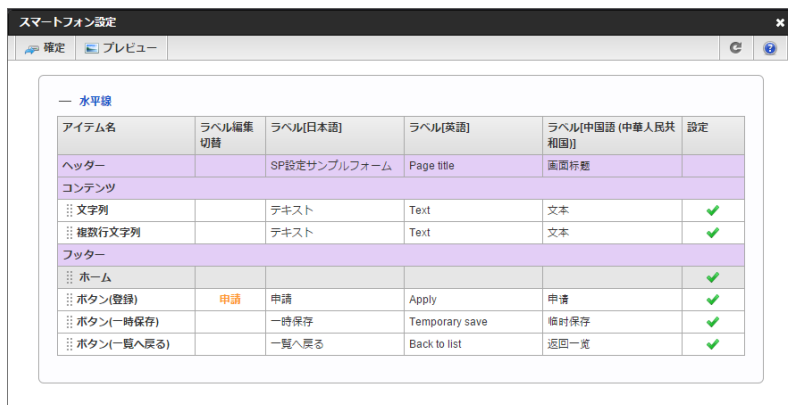 スマートフォン設定
確定 プレビュー
水平線
アイテム名 ラベル編集切替 ラベル[日本語] ラベル[英語] ラベル[中国語 (中華人民共和国)] 設定
ヘッダー SP設定サンプルフォーム Page title 画面标题
コンテンツ
文字列 テキスト Text 文本
複数行文字列 テキスト Text 文本
フッター
ホーム
ボタン(登録) 申請 申請 Apply 申请
ボタン(一時保存) 一時保存 Temporary save 临时保存
ボタン(一覧へ戻る) 一覧へ戻る Back to list 返回一览